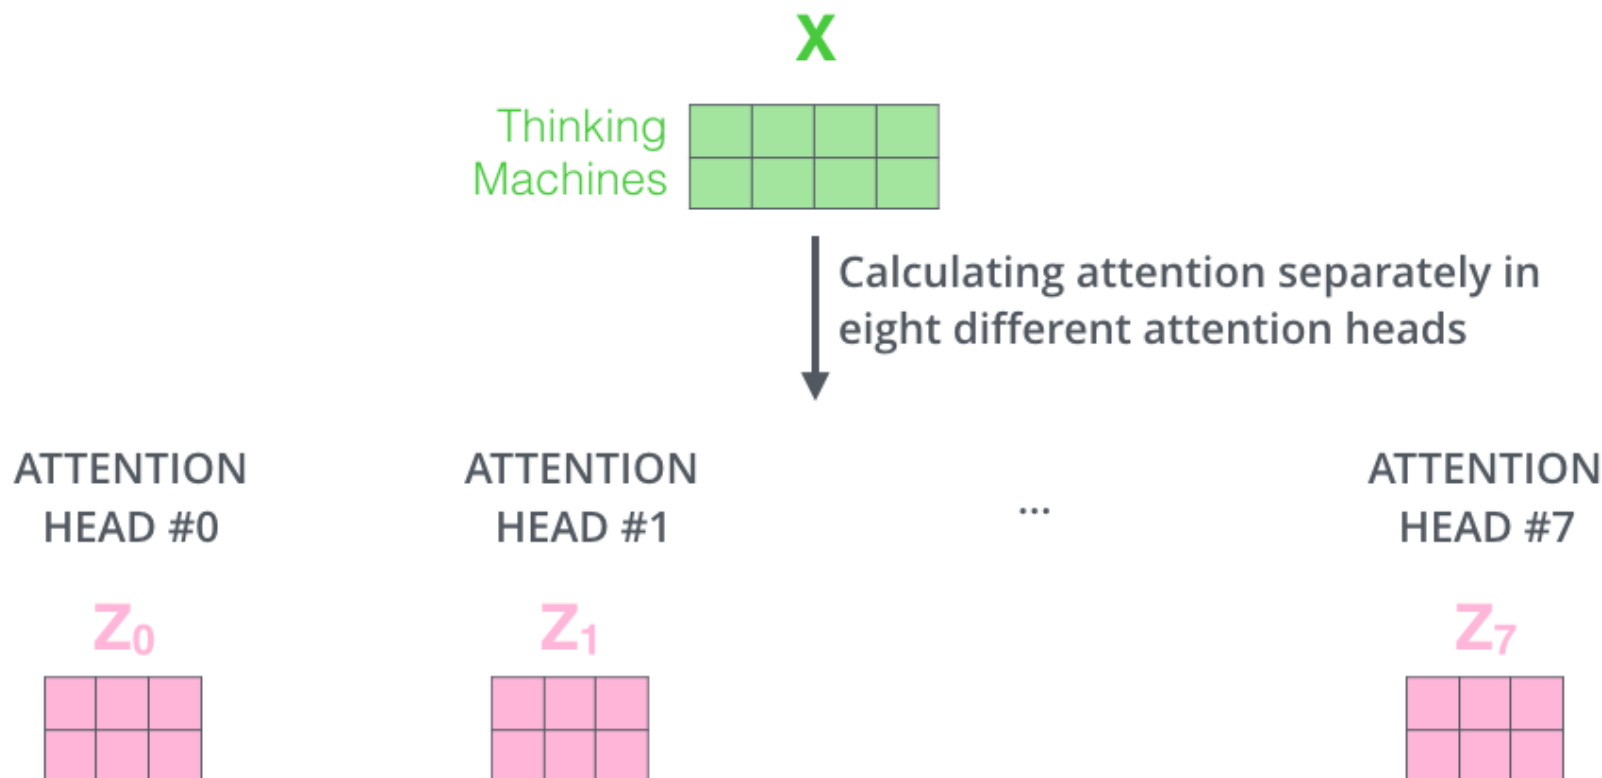 X
Thinking
Machines
Calculating attention separately in
eight different attention heads
ATTENTION
HEAD #0
ATTENTION
HEAD #1
...
ATTENTION
HEAD #7
Z0
Z1
Z7